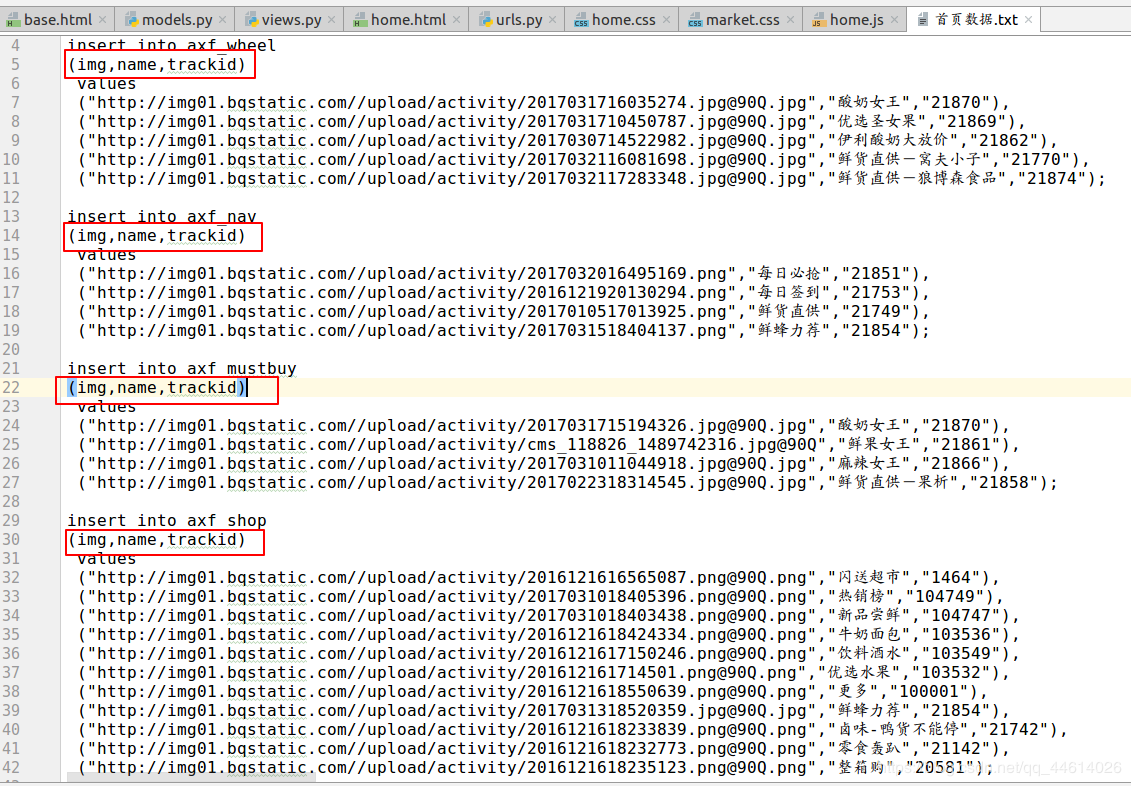 base.html models.py views.py home.html urls.py home.css market.css home.js 首页数据.txt
4 insert into axf_wheel
5 (img,name,trackid)
6 values
7 ("http://img01.bqstatic.com//upload/activity/2017031716035274.jpg@90Q.jpg","酸奶女王","21870"),
8 ("http://img01.bqstatic.com//upload/activity/2017031710450787.jpg@90Q.jpg","优选圣女果","21869"),
9 ("http://img01.bqstatic.com//upload/activity/2017030714522982.jpg@90Q.jpg","伊利酸奶大放价","21862"),
10 ("http://img01.bqstatic.com//upload/activity/2017032116081698.jpg@90Q.jpg","鲜货直供－窝夫小子","21770"),
11 ("http://img01.bqstatic.com//upload/activity/2017032117283348.jpg@90Q.jpg","鲜货直供－狼博森食品","21874");
12
13 insert into axf_nav
14 (img,name,trackid)
15 values
16 ("http://img01.bqstatic.com//upload/activity/2017032016495169.png","每日必抢","21851"),
17 ("http://img01.bqstatic.com//upload/activity/2016121920130294.png","每日签到","21753"),
18 ("http://img01.bqstatic.com//upload/activity/2017010517013925.png","鲜货直供","21749"),
19 ("http://img01.bqstatic.com//upload/activity/2017031518404137.png","鲜蜂力荐","21854");
20
21 insert into axf_mustbuy
22 (img,name,trackid)
23 values
24 ("http://img01.bqstatic.com//upload/activity/2017031715194326.jpg@90Q.jpg","酸奶女王","21870"),
25 ("http://img01.bqstatic.com//upload/activity/cms_118826_1489742316.jpg@90Q","鲜果女王","21861"),
26 ("http://img01.bqstatic.com//upload/activity/2017031011044918.jpg@90Q.jpg","麻辣女王","21866"),
27 ("http://img01.bqstatic.com//upload/activity/2017022318314545.jpg@90Q.jpg","鲜货直供－果析","21858");
28
29 insert into axf_shop
30 (img,name,trackid)
31 values
32 ("http://img01.bqstatic.com//upload/activity/2016121616565087.png@90Q.png","闪送超市","1464"),
33 ("http://img01.bqstatic.com//upload/activity/2017031018405396.png@90Q.png","热销榜","104749"),
34 ("http://img01.bqstatic.com//upload/activity/2017031018403438.png@90Q.png","新品尝鲜","104747"),
35 ("http://img01.bqstatic.com//upload/activity/2016121618424334.png@90Q.png","牛奶面包","103536"),
36 ("http://img01.bqstatic.com//upload/activity/2016121617150246.png@90Q.png","饮料酒水","103549"),
37 ("http://img01.bqstatic.com//upload/activity/201612161714501.png@90Q.png","优选水果","103532"),
38 ("http://img01.bqstatic.com//upload/activity/2016121618550639.png@90Q.png","更多","100001"),
39 ("http://img01.bqstatic.com//upload/activity/2017031318520359.jpg@90Q.png","鲜蜂力荐","21854"),
40 ("http://img01.bqstatic.com//upload/activity/2016121618233839.png@90Q.png","卤味-鸭货不能停","21742"),
41 ("http://img01.bqstatic.com//upload/activity/2016121618232773.png@90Q.png","零食轰趴","21142"),
42 ("http://img01.bqstatic.com//upload/activity/2016121618235123.png@90Q.png","整箱购","20581");